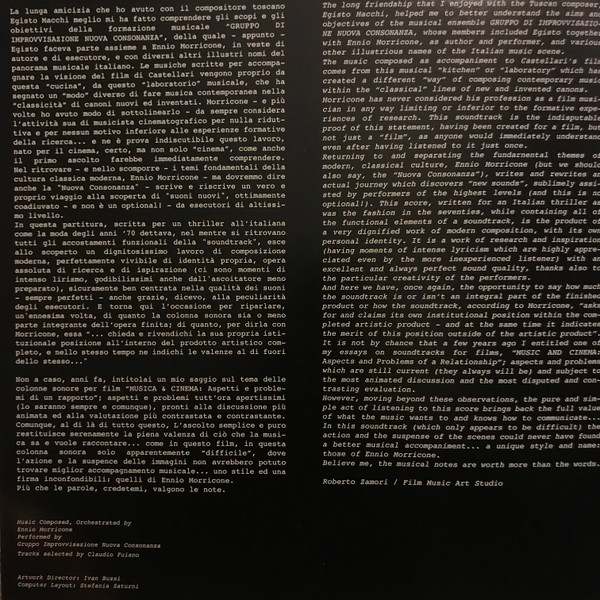 La lunga amicizia che ho avuto con il compositore toscano
Egisto Macchi meglio mi ha fatto comprendere gli scopi e gli
obiettivi della formazione musicale "GRUPPO DI
IMPROVVISAZIONE NUOVA CONSONANZA", della quale - appunto -
Egisto faceva parte assieme a Ennio Morricone, in veste di
autore e di esecutore, e con diversi altri illustri nomi del
panorama musicale italiano. Le musiche scritte per accompa-
gnare la visione del film di Castellari vengono proprio da
questa "cucina", da questo "laboratorio" musicale, che ha
segnato un "modo" diverso di fare musica contemporanea nella
"classicità" di canoni nuovi ed inventati. Morricone - e più
volte ho avuto modo di sottolinearlo - da sempre considera
l'attività sua di musicista cinematografico per nulla ridut-
tiva e per nessun motivo inferiore alle esperienze formative
della ricerca... e ne è prova indiscutibile questo lavoro,
nato per il cinema, certo, ma non solo "cinema", come anche
il primo ascolto farebbe immediatamente comprendere.
Nel ritrovare - e nello scomporre - i temi fondamentali della
cultura classica moderna, Ennio Morricone - ma dovremmo dire
anche la "Nuova Consonanza" - scrive e riscrive un vero e
proprio viaggio alla scoperta di "suoni nuovi", ottimamente
coadiuvato - e non è un optional! - da esecutori di altissi-
mo livello.
In questa partitura, scritta per un thriller all'italiana
come la moda degli anni '70 dettava, nel mentre si ritrovano
tutti gli accostamenti funzionali della "soundtrack", esce
allo scoperto un dignitosissimo lavoro di composizione
moderna, perfettamente vivibile di identità propria, opera
assoluta di ricerca e di ispirazione (ci sono momenti di
intenso lirismo, godibilissimi anche dall'ascoltatore meno
preparato), sicuramente ben centrata nella qualità dei suoni
- sempre perfetti - anche grazie, dicevo, alla peculiarità
degli esecutori. E torna qui l'occasione per riparlare,
un'ennesima volta, di quanto la colonna sonora sia o meno
parte integrante dell'opera finita; di quanto, per dirla con
Morricone, essa "... chieda e rivendichi la sua propria isti-
tuzionale posizione all'interno del prodotto artistico com-
pleto, e nello stesso tempo ne indichi le valenze al di fuori
dello stesso..."
Non a caso, anni fa, intitolai un mio saggio sul tema delle
colonne sonore per film "MUSICA & CINEMA: Aspetti e proble-
mi di un rapporto"; aspetti e problemi tutt'ora apertissimi
(lo saranno sempre e comunque), pronti alla discussione più
animata ed alla valutazione più contrastata e contrastante.
Comunque, al di là di tutto questo, L'ascolto semplice e puro
restituisce serenamente la piena valenza di ciò che la musi-
ca sa e vuole raccontare... come in questo film, in questa
colonna sonora solo apparentemente "difficile", dove
l'azione e la suspence delle immagini non avrebbero potuto
trovare miglior accompagnamento musicale... uno stile ed una
firma inconfondibili: quelli di Ennio Morricone.
Più che le parole, credetemi, valgono le note.
Music Composed, Orchestrated by
Ennio Morricone
Performed by
Gruppo Improvvisazione Nuova Consonanza
Tracks selected by Claudio Fuiano
Artwork Director: Ivan Bussi
Computer Layout: Stefania Saturni
The long friendship that I enjoyed with the Tuscan composer,
Egisto Macchi, helped me to better understand the aims and
objectives of the musical ensemble GRUPPO DI IMPROVVISAZIO-
NE NUOVA CONSONANZA, whose members included Egisto together
with Ennio Morricone, as author and performer, and various
other illustrious names of the Italian music scene.
The music composed as accompaniment to Castellari's film
comes from this musical "kitchen" or "laboratory" which has
created a different "way" of composing contemporary music
within the "classical" lines of new and invented canons.
Morricone has never considered his profession as a film musi-
cian in any way limiting or inferior to the formative expe-
riences of research. This soundtrack is the indisputable
proof of this statement, having been created for a film, but
not just a "film", as anyone would immediately understand
even after having listened to it just once.
Returning to and separating the fundamental themes of
modern, classical culture, Ennio Morricone (but we should
also say, the "Nuova Consonanza"), writes and rewrites an
actual journey which discovers "new sounds", sublimely assi-
sted by performers of the highest levels (and this is no
optional!). This score, written for an Italian thriller as
was the fashion in the seventies, while containing all of
the functional elements of a soundtrack, is the product of
a very dignified work of modern composition, with its own
personal identity. It is a work of research and inspiration
(having moments of intense lyricism which are highly appre-
ciated even by the more inexperienced listener) with an
excellent and always perfect sound quality, thanks also to
the particular creativity of the performers.
And here we have, once again, the opportunity to say how much
the soundtrack is or isn't an integral part of the finished
product or how the soundtrack, according to Morricone, "asks
for and claims its own institutional position within the com-
pleted artistic product - and at the same time it indicates
the merit of this position outside of the artistic product".
It is not by chance that a few years ago I entitled one of
my essays on soundtracks for films, "MUSIC AND CINEMA:
Aspects and Problems of a Relationship"; aspects and problems
which are still current (they always will be) and subject to
the most animated discussion and the most disputed and con-
trasting evaluation.
However, moving beyond these observations, the pure and sim-
ple act of listening to this score brings back the full value
of what the music wants to and knows how to communicate...
In this soundtrack (which only appears to be difficult) the
action and the suspense of the scenes could never have found
a better musical accompaniment... a unique style and name:
those of Ennio Morricone.
Believe me, the musical notes are worth more than the words.
Roberto Zamori / Film Music Art Studio